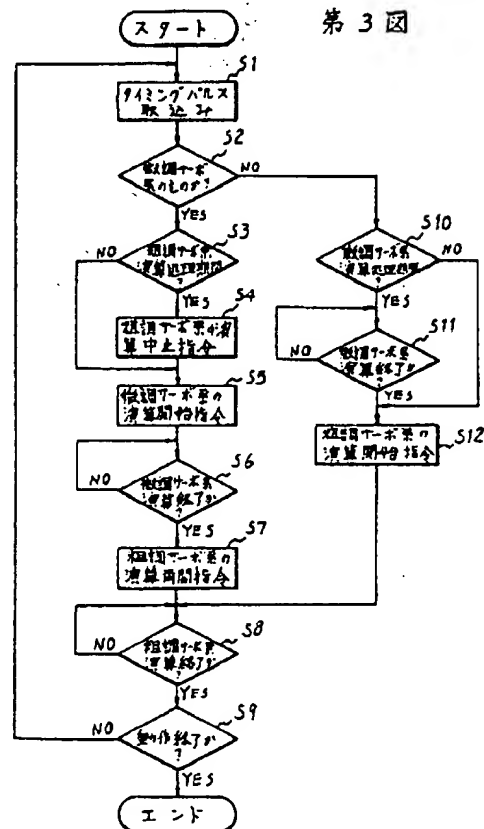 第3図
スタート
S1
タイミングパルス
取込み
S2
微調サーボ
系のものか?
NO
YES
S3
粗調サーボ系
演算処理期間
?
NO
YES
S4
粗調サーボ系の演
算中止指令
S5
微調サーボ系の
演算開始指令
S6
微調サーボ系
演算終了か
?
NO
YES
S7
粗調サーボ系の
演算再開指令
S8
粗調サーボ系
演算終了か
?
NO
YES
S9
動作終了か
?
NO
YES
エンド
S10
微調サーボ系
演算処理期間
?
NO
YES
S11
微調サーボ系
演算終了か
?
NO
YES
S12
粗調サーボ系の
演算開始指令